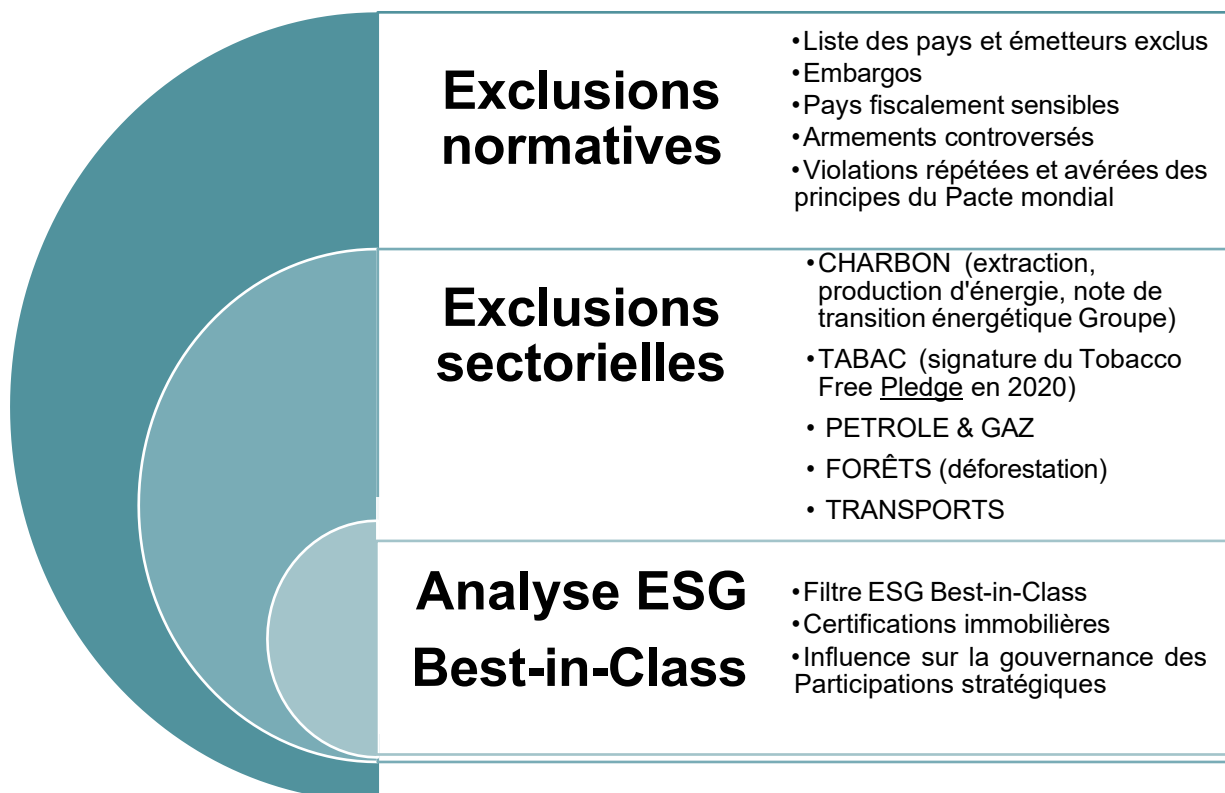 Exclusions
normatives
•Liste des pays et émetteurs exclus
•Embargos
•Pays fiscalement sensibles
•Armements controversés
•Violations répétées et avérées des
principes du Pacte mondial
Exclusions
sectorielles
•CHARBON (extraction,
production d'énergie, note de
transition énergétique Groupe)
•TABAC (signature du Tobacco
Free Pledge en 2020)
• PETROLE & GAZ
• FORÊTS (déforestation)
• TRANSPORTS
Analyse ESG
Best-in-Class
•Filtre ESG Best-in-Class
•Certifications immobilières
•Influence sur la gouvernance des
Participations stratégiques